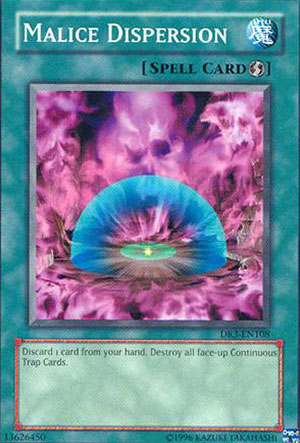 MALICE DISPERSION
魔
[SPELL CARD]
DR3-EN108
Discard 1 card from your hand. Destroy all face-up Continuous
Trap Cards.
13626450
©1996 KAZUKI TAKAHASHI